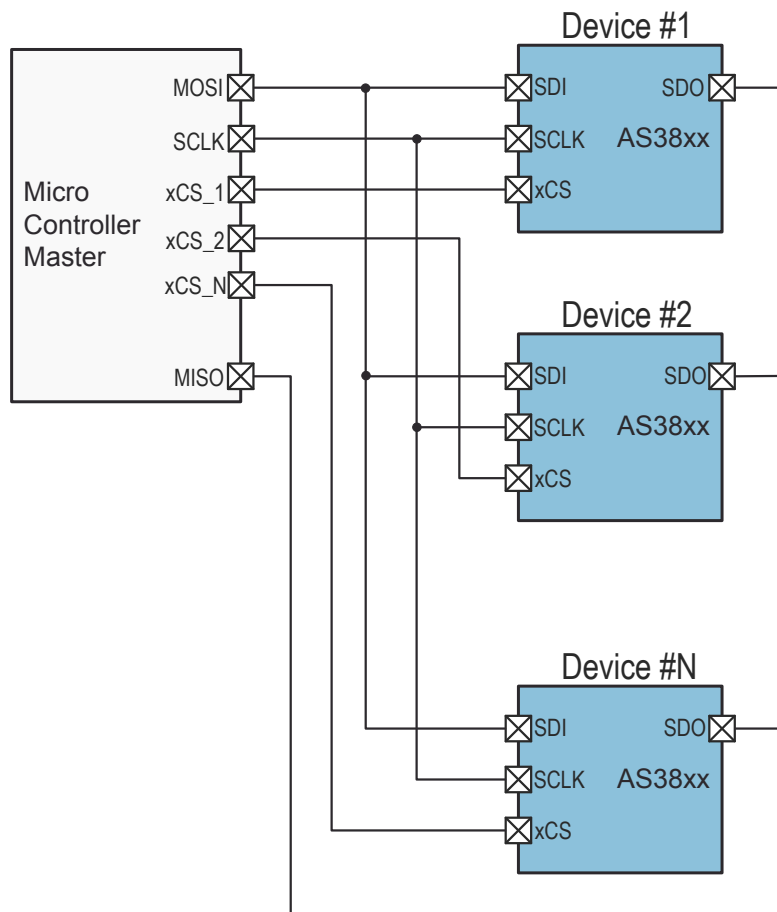 Device #1
MOSI
SCLK
xCS_1
xCS_2
xCS_N
MISO
Micro
Controller
Master
SDI
SDO
SCLK
AS38xx
xCS
Device #2
SDI
SDO
SCLK
AS38xx
xCS
Device #N
SDI
SDO
SCLK
AS38xx
xCS